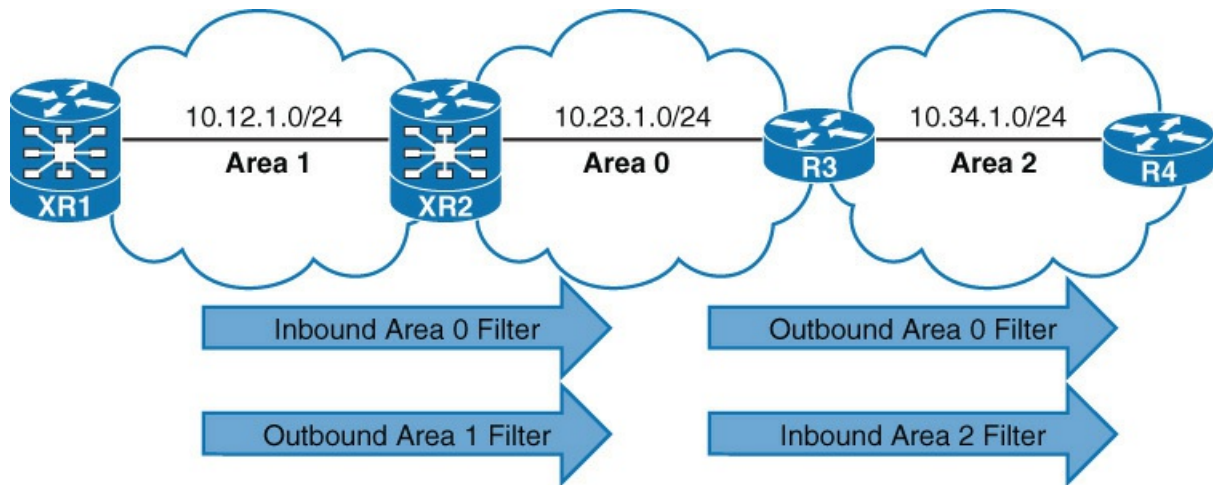 10.12.1.0/24
10.23.1.0/24
10.34.1.0/24
Area 1
Area 0
Area 2
XR1
XR2
R3
R4
Inbound Area 0 Filter
Outbound Area 0 Filter
Outbound Area 1 Filter
Inbound Area 2 Filter